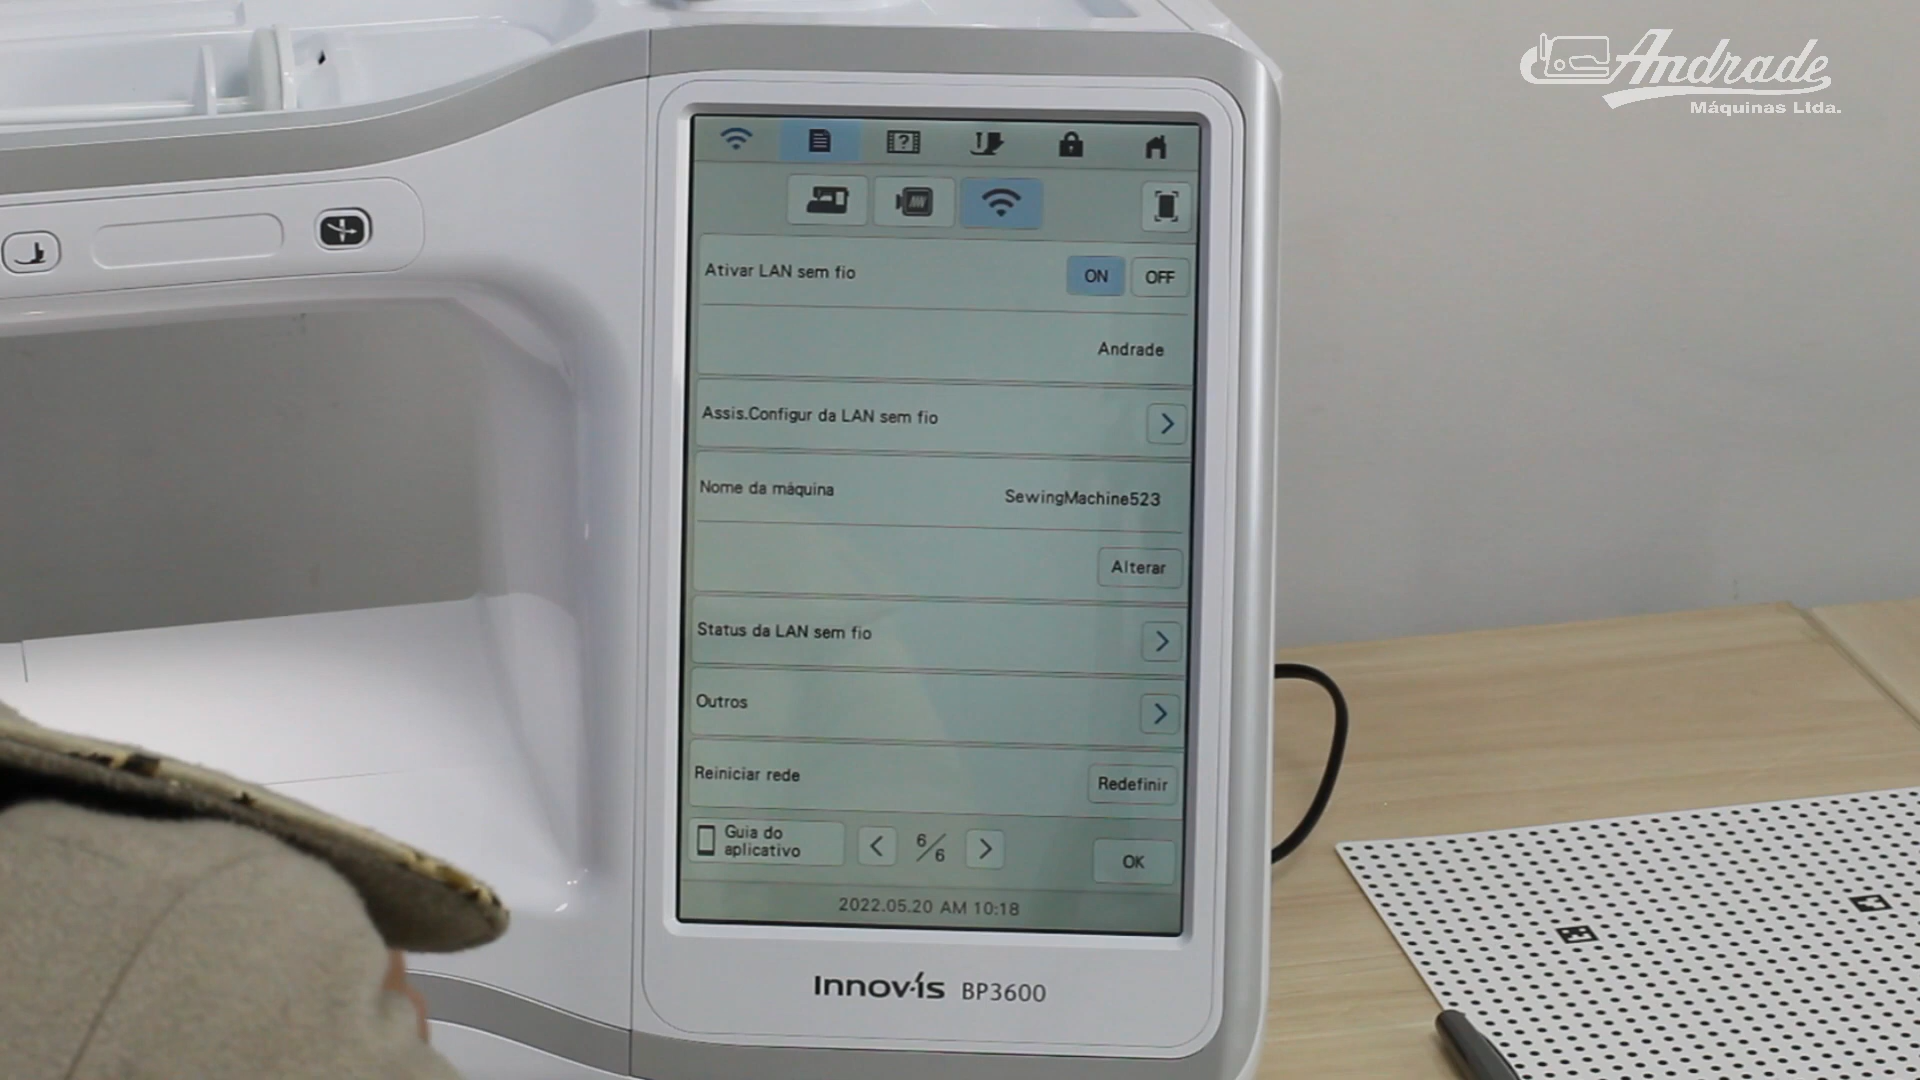 Andrade
Máquinas Ltda.
?
Ativar LAN sem fio
ON
OFF
Andrade
Assis.Configur da LAN sem fio
Nome da máquina
SewingMachine523
Alterar
Status da LAN sem fio
Outros
Reiniciar rede
Redefinir
Guia do
aplicativo
6/6
OK
2022.05.20 AM 10:18
Innov-ís BP3600